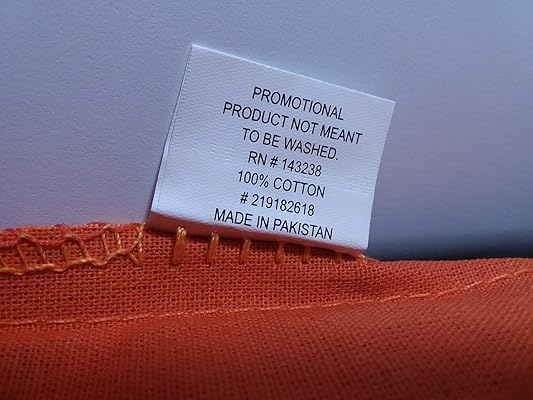 PROMOTIONAL
PRODUCT NOT MEANT
TO BE WASHED.
RN # 143238
100% COTTON
# 219182618
MADE IN PAKISTAN